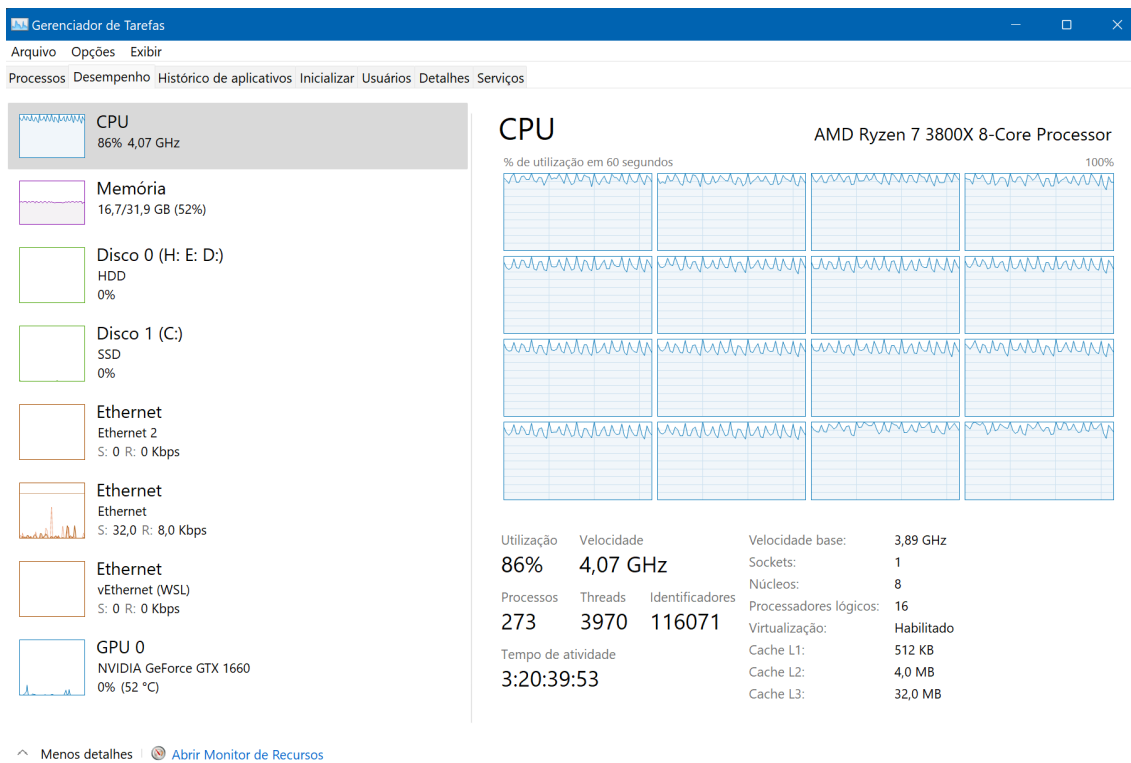 Gerenciador de Tarefas
Arquivo Opções Exibir
Processos Desempenho Histórico de aplicativos Inicializar Usuários Detalhes Serviços
CPU
86% 4,07 GHz
Memória
16,7/31,9 GB (52%)
Disco 0 (H: E: D:)
HDD
0%
Disco 1 (C:)
SSD
0%
Ethernet
Ethernet 2
S: 0 R: 0 Kbps
Ethernet
Ethernet
S: 32,0 R: 8,0 Kbps
Ethernet
vEthernet (WSL)
S: 0 R: 0 Kbps
GPU 0
NVIDIA GeForce GTX 1660
0% (52 °C)
CPU AMD Ryzen 7 3800X 8-Core Processor
% de utilização em 60 segundos 100%
Utilização Velocidade
86% 4,07 GHz
Processos Threads Identificadores
273 3970 116071
Tempo de atividade
3:20:39:53
Velocidade base: 3,89 GHz
Sockets: 1
Núcleos: 8
Processadores lógicos: 16
Virtualização: Habilitado
Cache L1: 512 KB
Cache L2: 4,0 MB
Cache L3: 32,0 MB
Menos detalhes Abrir Monitor de Recursos